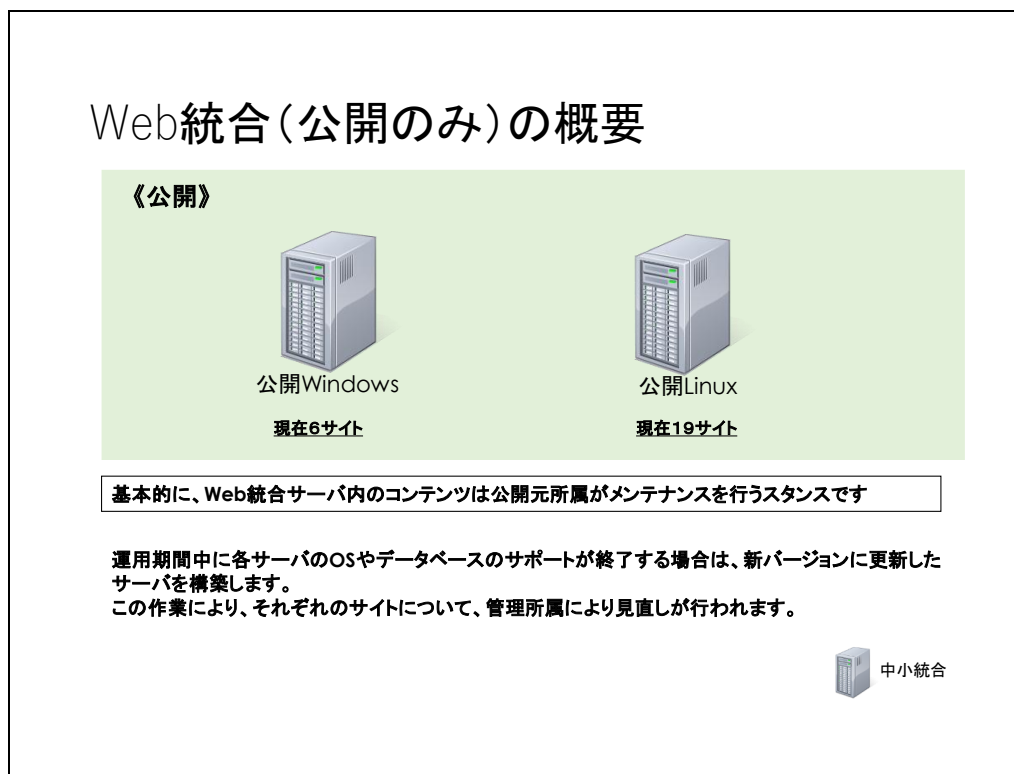 Web統合(公開のみ)の概要
《公開》
公開Windows
公開Linux
現在6サイト
現在19サイト
基本的に、Web統合サーバ内のコンテンツは公開元所属がメンテナンスを行うスタンスです
運用期間中に各サーバのOSやデータベースのサポートが終了する場合は、新バージョンに更新した
サーバを構築します。
この作業により、それぞれのサイトについて、管理所属により見直しが行われます。
中小統合